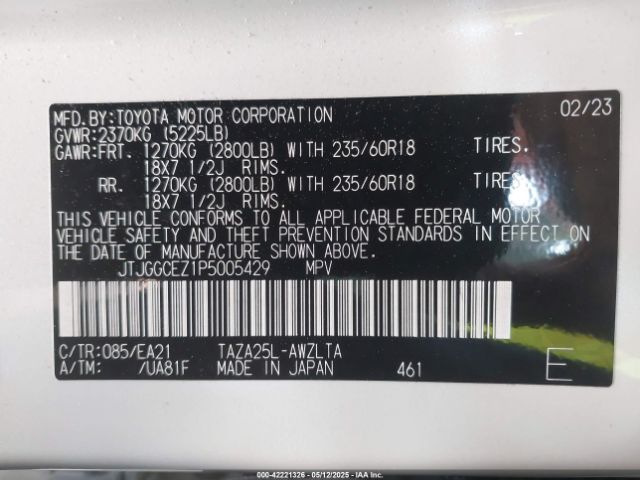 MFD.BY:TOYOTA MOTOR CORPORATION 02/23
GVWR:2370KG (5225LB)
GAWR:FRT. 1270KG (2800LB) WITH 235/60R18 TIRES.
18X7 1/2J RIMS.
RR. 1270KG (2800LB) WITH 235/60R18 TIRES.
18X7 1/2J RIMS.
THIS VEHICLE CONFORMS TO ALL APPLICABLE FEDERAL MOTOR
VEHICLE SAFETY AND THEFT PREVENTION STANDARDS IN EFFECT ON
THE DATE OF MANUFACTURE SHOWN ABOVE.
JTJGGCEZ1P5005429 MPV
C/TR:085/EA21 TAZA25L-AWZLTA
A/TM: /UA81F MADE IN JAPAN 461 E
000-42221326 - 05/12/2025 - IAA Inc.